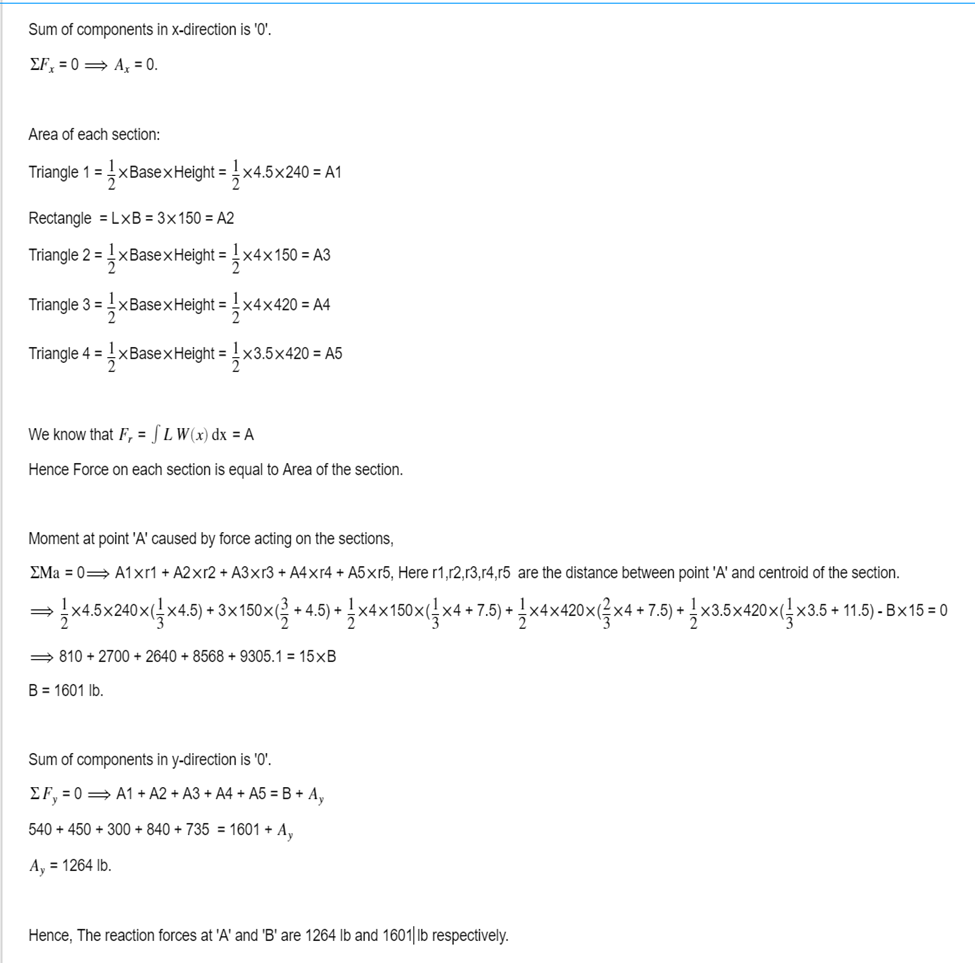 Sum of components in x-direction is '0'.
ΣFₓ = 0 ⟹ Aₓ = 0.
Area of each section:
Triangle 1 = 1/2 ×Base×Height = 1/2 ×4.5×240 = A1
Rectangle = L×B = 3×150 = A2
Triangle 2 = 1/2 ×Base×Height = 1/2 ×4×150 = A3
Triangle 3 = 1/2 ×Base×Height = 1/2 ×4×420 = A4
Triangle 4 = 1/2 ×Base×Height = 1/2 ×3.5×420 = A5
We know that F_r = ∫ L W(x) dx = A
Hence Force on each section is equal to Area of the section.
Moment at point 'A' caused by force acting on the sections,
ΣMa = 0⟹ A1×r1 + A2×r2 + A3×r3 + A4×r4 + A5×r5, Here r1,r2,r3,r4,r5 are the distance between point 'A' and centroid of the section.
⟹ 1/2×4.5×240×(1/3×4.5) + 3×150×(3/2 + 4.5) + 1/2×4×150×(1/3×4 + 7.5) + 1/2×4×420×(2/3×4 + 7.5) + 1/2×3.5×420×(1/3×3.5 + 11.5) - B×15 = 0
⟹ 810 + 2700 + 2640 + 8568 + 9305.1 = 15×B
B = 1601 lb.
Sum of components in y-direction is '0'.
ΣF_y = 0 ⟹ A1 + A2 + A3 + A4 + A5 = B + A_y
540 + 450 + 300 + 840 + 735 = 1601 + A_y
A_y = 1264 lb.
Hence, The reaction forces at 'A' and 'B' are 1264 lb and 1601 lb respectively.